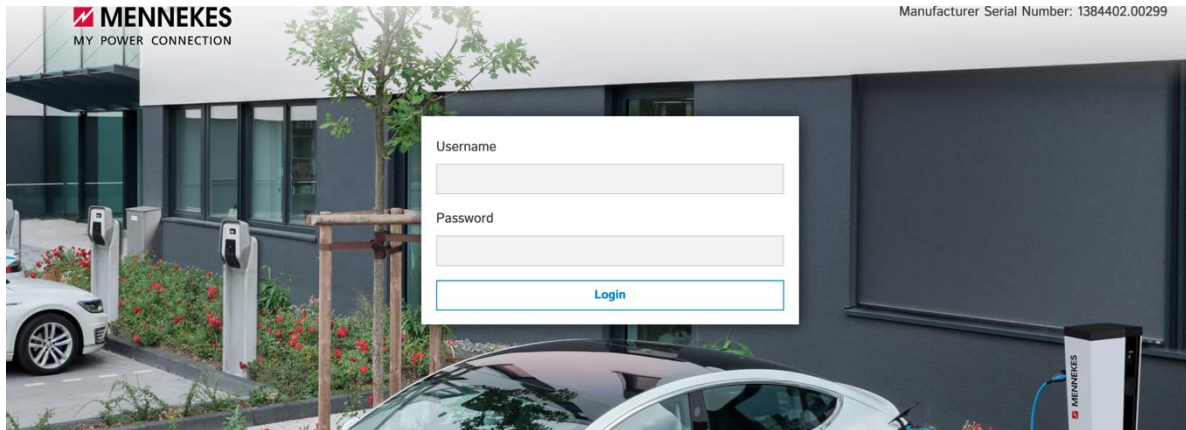 MENNEKES
MY POWER CONNECTION
Manufacturer Serial Number: 1384402.00299
Username
Password
Login
MENNEKES